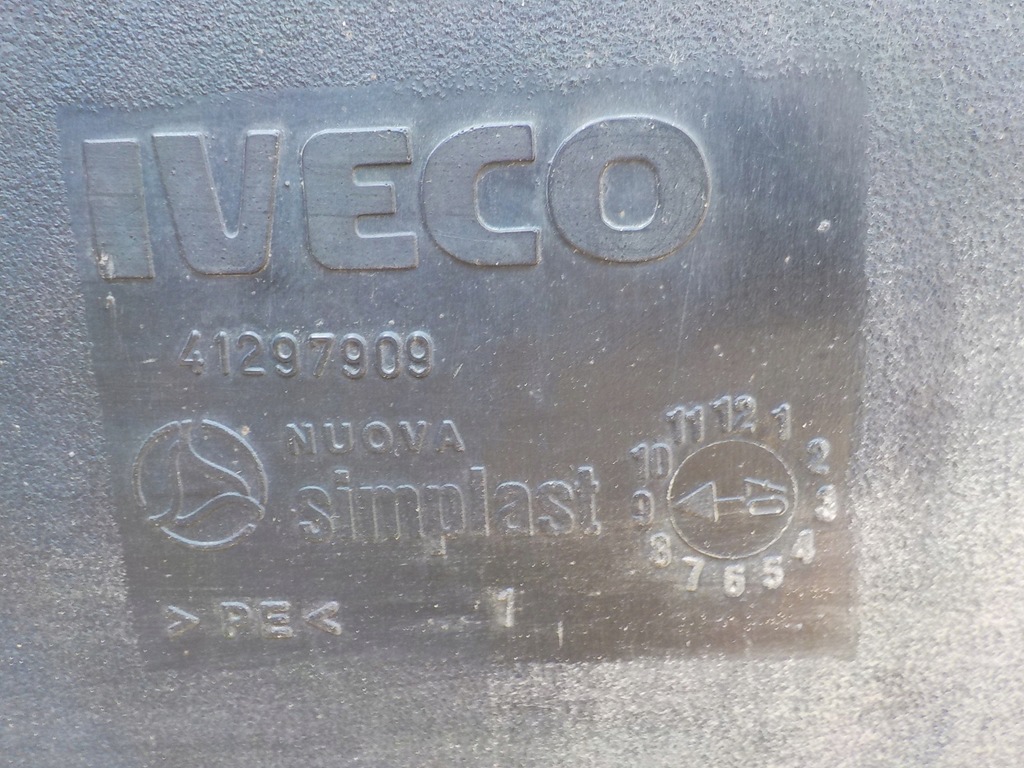 IVECO
41297909
NUOVA
simplast
11 12 1
10 2
9 3
8 4
7 6 5
> PE < 1